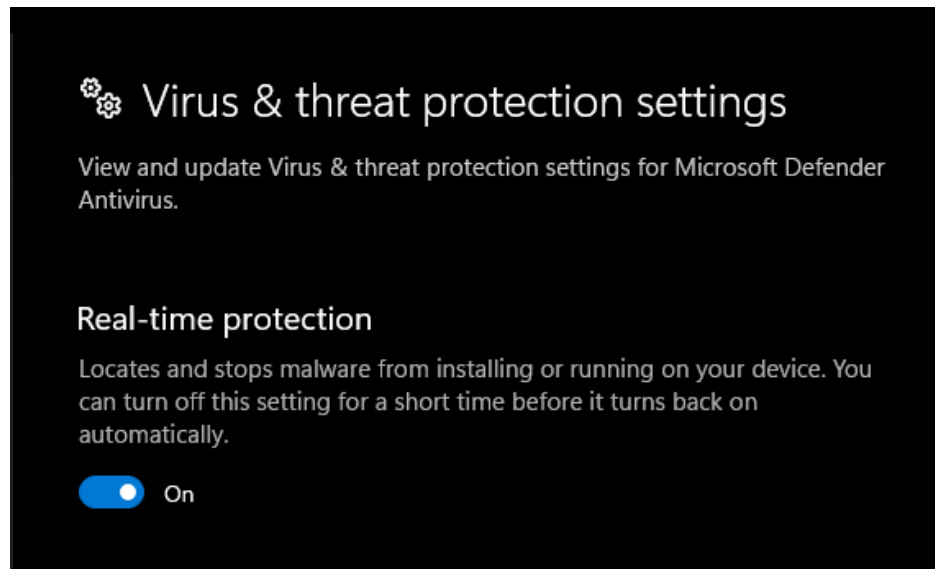 Virus & threat protection settings
View and update Virus & threat protection settings for Microsoft Defender
Antivirus.
Real-time protection
Locates and stops malware from installing or running on your device. You
can turn off this setting for a short time before it turns back on
automatically.
On